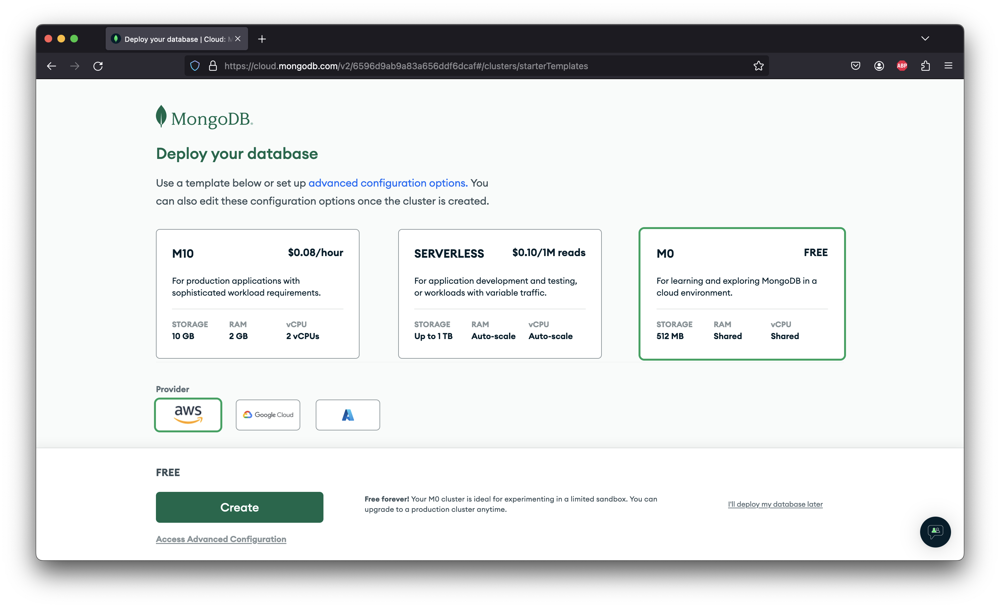 Deploy your database | Cloud: M
https://cloud.mongodb.com/v2/6596d9ab9a83a656ddf6dcaf#/clusters/starterTemplates
ABP
MongoDB®
Deploy your database
Use a template below or set up advanced configuration options. You
can also edit these configuration options once the cluster is created.
M10 $0.08/hour
For production applications with
sophisticated workload requirements.
STORAGE RAM vCPU
10 GB 2 GB 2 vCPUs
SERVERLESS $0.10/1M reads
For application development and testing,
or workloads with variable traffic.
STORAGE RAM vCPU
Up to 1 TB Auto-scale Auto-scale
M0 FREE
For learning and exploring MongoDB in a
cloud environment.
STORAGE RAM vCPU
512 MB Shared Shared
Provider
aws Google Cloud
FREE
Create
Free forever! Your M0 cluster is ideal for experimenting in a limited sandbox. You can
upgrade to a production cluster anytime.
I'll deploy my database later
Access Advanced Configuration